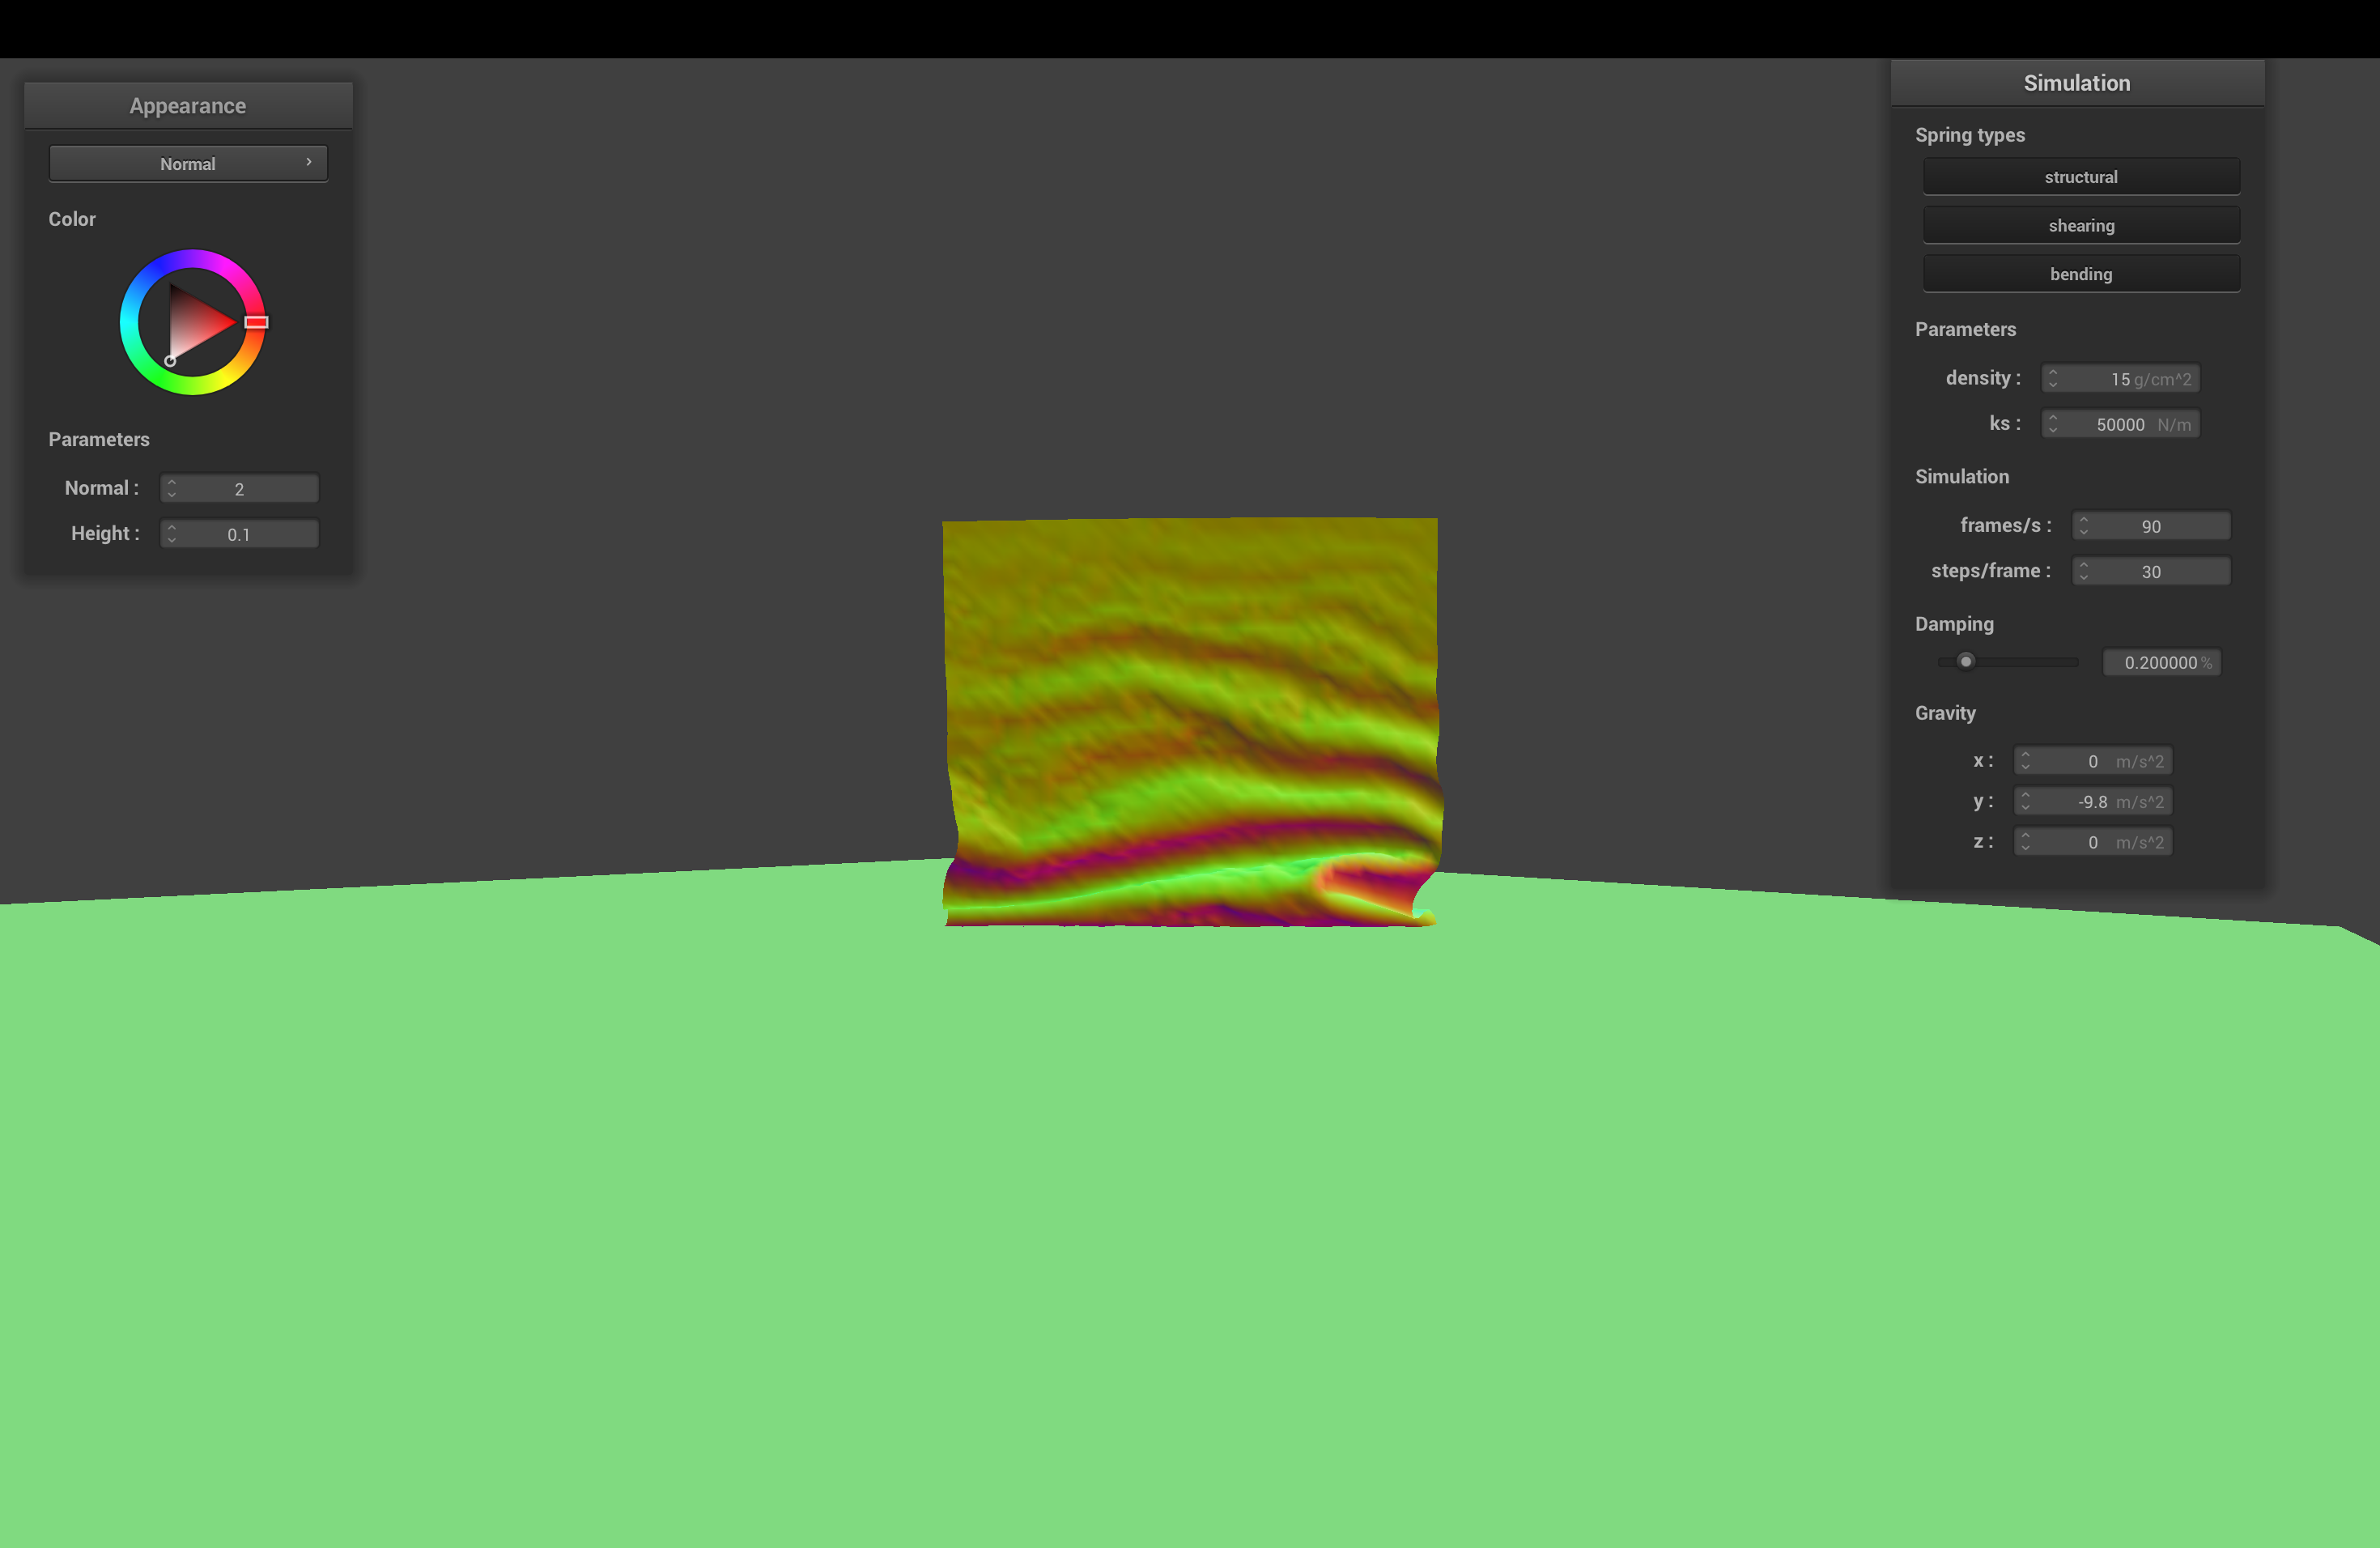 Appearance
Normal
Color
Parameters
Normal : 2
Height : 0.1
Simulation
Spring types
structural
shearing
bending
Parameters
density : 15 g/cm^2
ks : 50000 N/m
Simulation
frames/s : 90
steps/frame : 30
Damping
0.200000 %
Gravity
x : 0 m/s^2
y : -9.8 m/s^2
z : 0 m/s^2